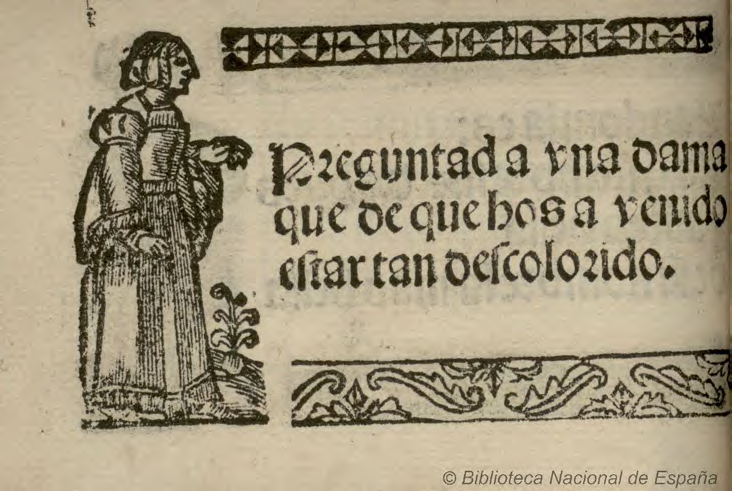 Preguntad a vna dama
que de que hos a venido
estar tan descolorido.
© Biblioteca Nacional de España